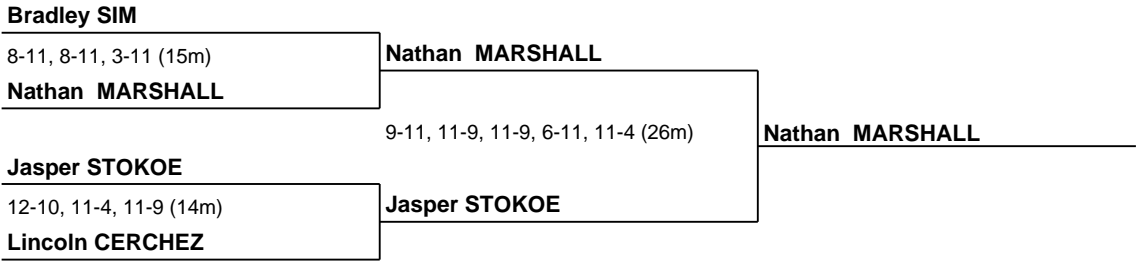 Bradley SIM
8-11, 8-11, 3-11 (15m)
Nathan MARSHALL
Nathan MARSHALL
9-11, 11-9, 11-9, 6-11, 11-4 (26m)
Nathan MARSHALL
Jasper STOKOE
12-10, 11-4, 11-9 (14m)
Jasper STOKOE
Lincoln CERCHEZ